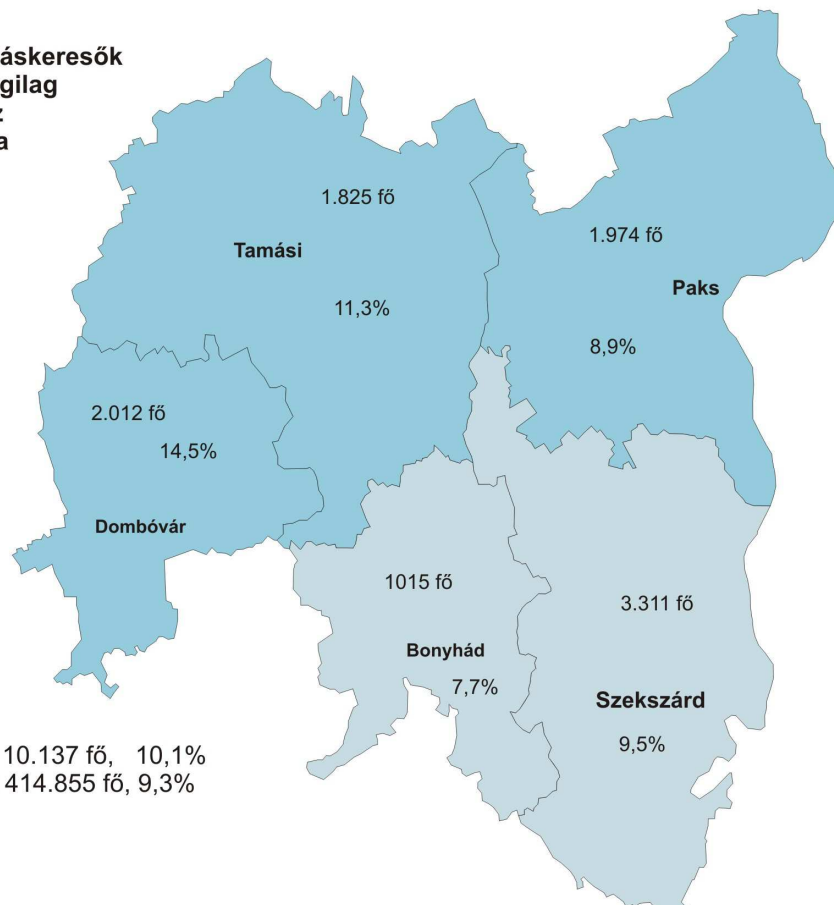 áskeresők
gilag
z
a
1.825 fő
Tamási
11,3%
1.974 fő
Paks
8,9%
2.012 fő
14,5%
Dombóvár
1015 fő
Bonyhád
7,7%
3.311 fő
Szekszárd
9,5%
10.137 fő, 10,1%
414.855 fő, 9,3%